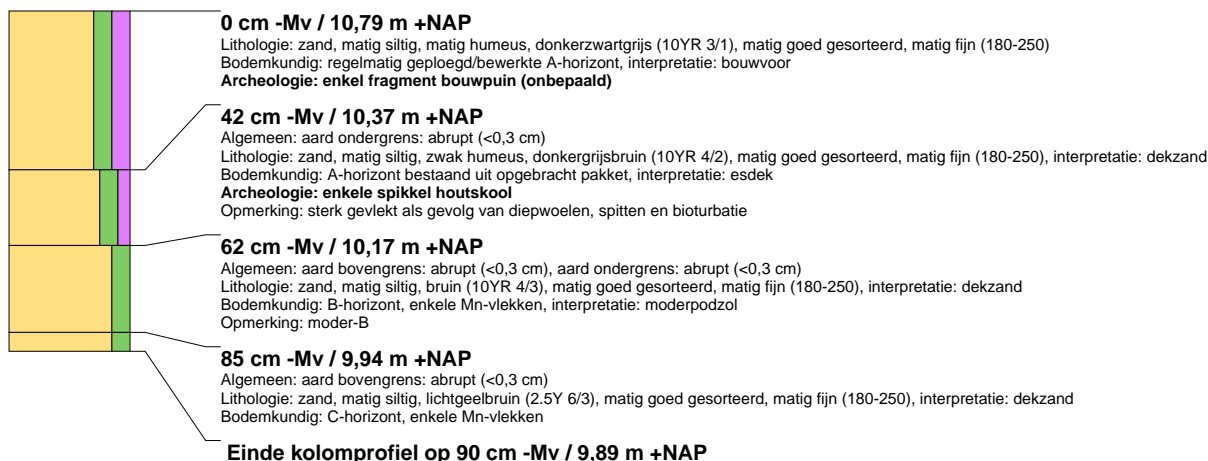 0 cm -Mv / 10,79 m +NAP
Lithologie: zand, matig siltig, matig humeus, donkerzwartgrijs (10YR 3/1), matig goed gesorteerd, matig fijn (180-250)
Bodemkundig: regelmatig geploegd/bewerkte A-horizont, interpretatie: bouwvoor
Archeologie: enkel fragment bouwpuin (onbepaald)
42 cm -Mv / 10,37 m +NAP
Algemeen: aard ondergrens: abrupt (<0,3 cm)
Lithologie: zand, matig siltig, zwak humeus, donkergrijsbruin (10YR 4/2), matig goed gesorteerd, matig fijn (180-250), interpretatie: dekzand
Bodemkundig: A-horizont bestaand uit opgebracht pakket, interpretatie: esdek
Archeologie: enkele spikkel houtskool
Opmerking: sterk gevlekt als gevolg van diepwoelen, spitten en bioturbatie
62 cm -Mv / 10,17 m +NAP
Algemeen: aard bovengrens: abrupt (<0,3 cm), aard ondergrens: abrupt (<0,3 cm)
Lithologie: zand, matig siltig, bruin (10YR 4/3), matig goed gesorteerd, matig fijn (180-250), interpretatie: dekzand
Bodemkundig: B-horizont, enkele Mn-vlekken, interpretatie: moderpodzol
Opmerking: moder-B
85 cm -Mv / 9,94 m +NAP
Algemeen: aard bovengrens: abrupt (<0,3 cm)
Lithologie: zand, matig siltig, lichtgeelbruin (2.5Y 6/3), matig goed gesorteerd, matig fijn (180-250), interpretatie: dekzand
Bodemkundig: C-horizont, enkele Mn-vlekken
Einde kolomprofiel op 90 cm -Mv / 9,89 m +NAP